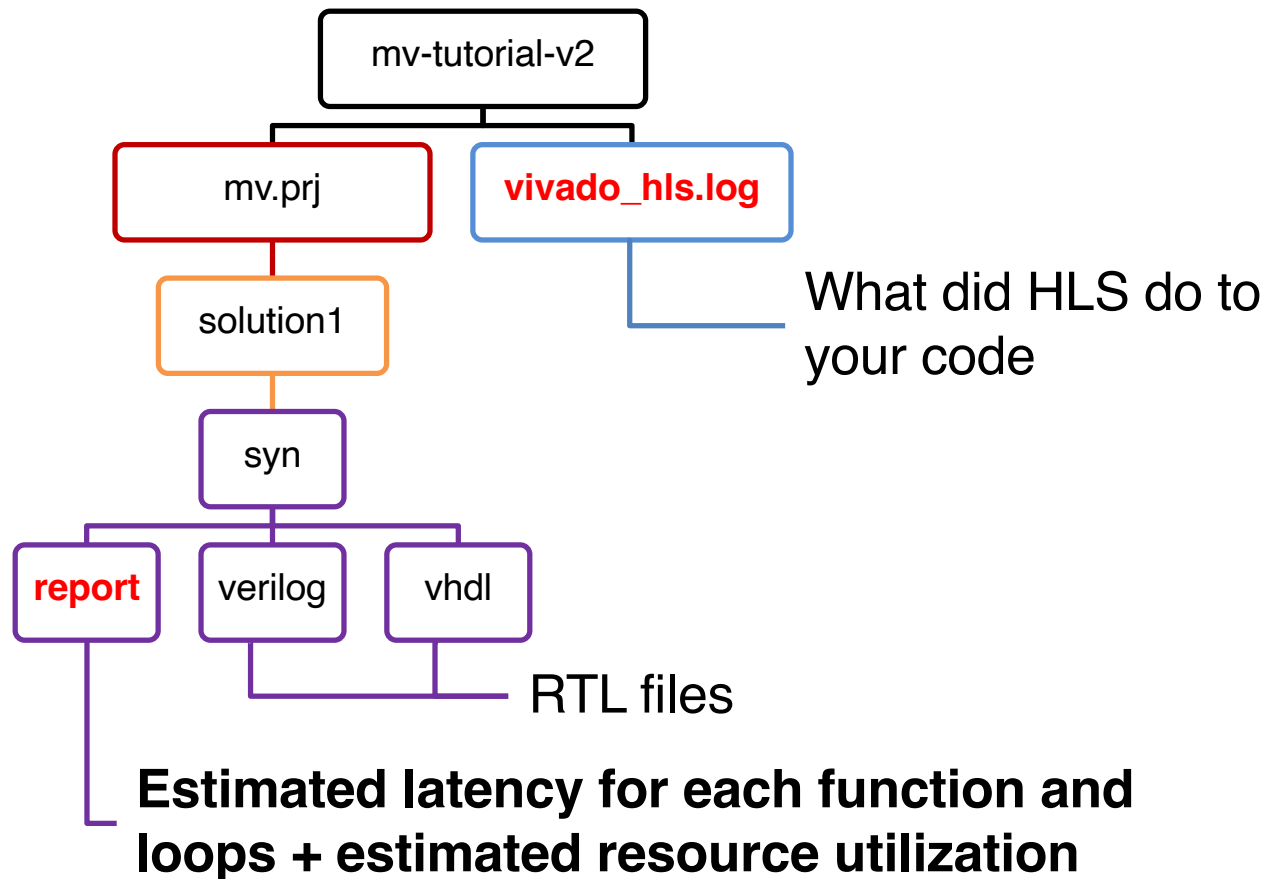 mv-tutorial-v2
mv.prj
vivado_hls.log
What did HLS do to
your code
solution1
syn
report
verilog
vhdl
RTL files
Estimated latency for each function and
loops + estimated resource utilization